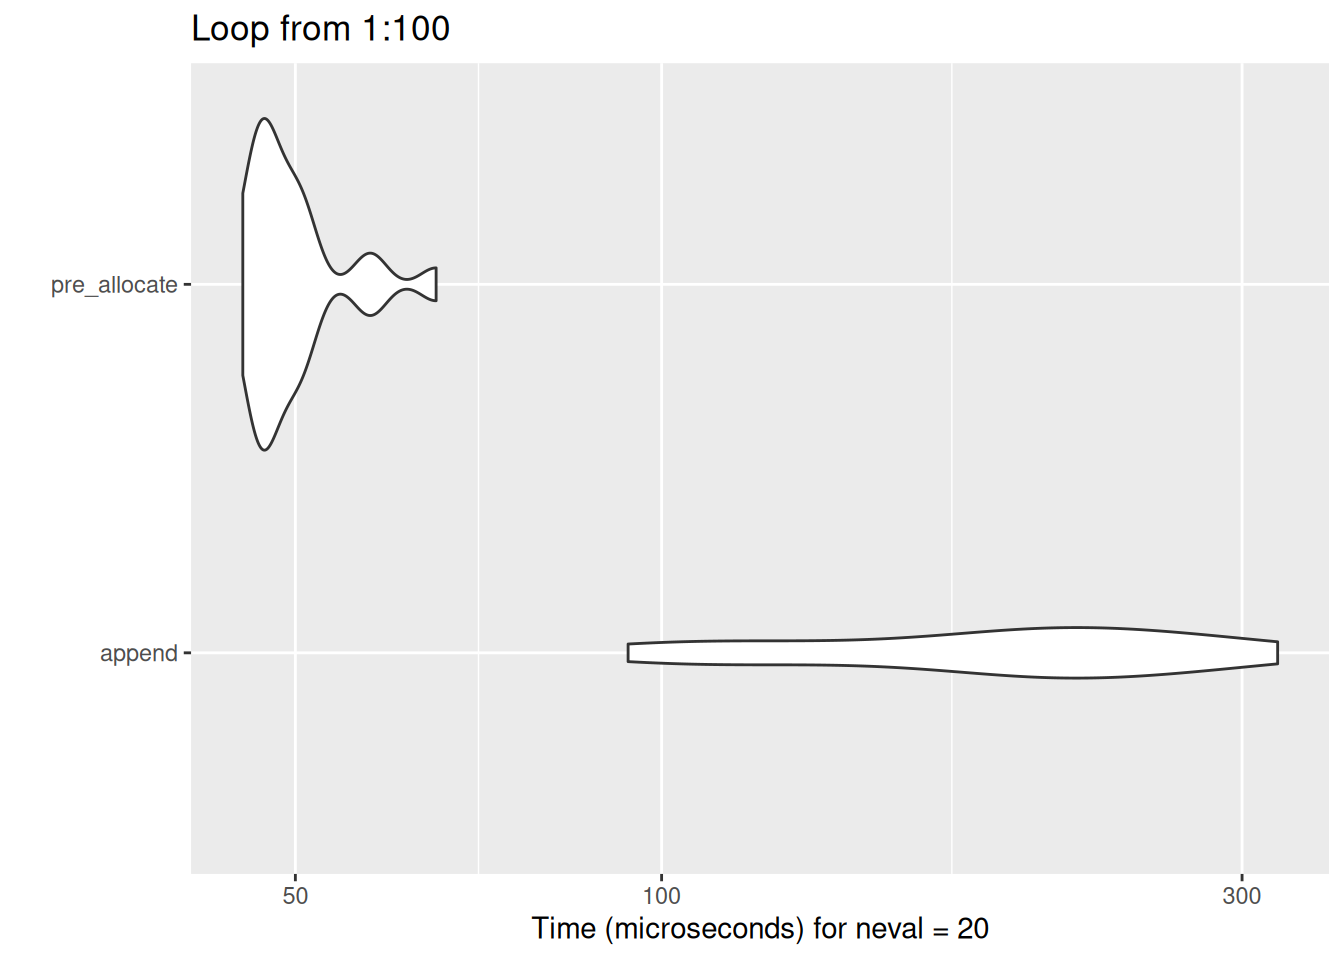 Loop from 1:100
pre_allocate
append
50
100
300
Time (microseconds) for neval = 20